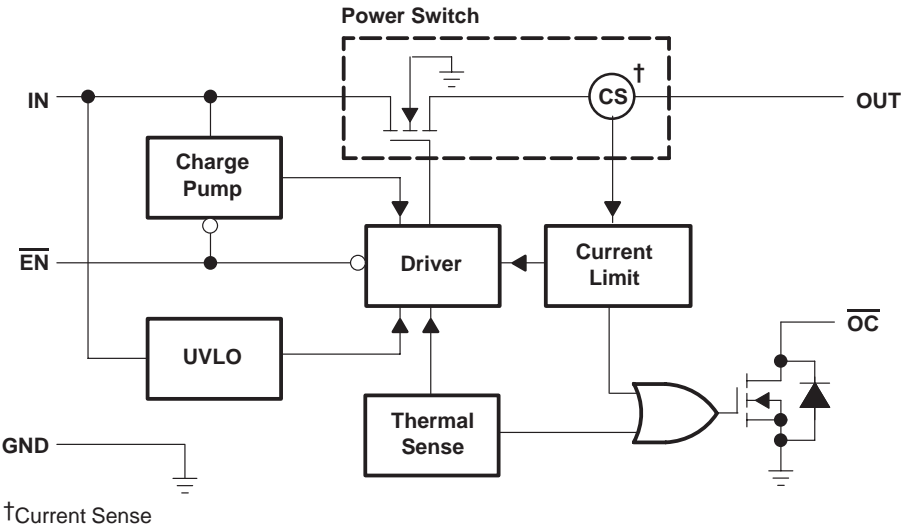 Power Switch
†
IN
CS
OUT
Charge
Pump
EN
Driver
Current
Limit
OC
UVLO
Thermal
Sense
GND
†Current Sense